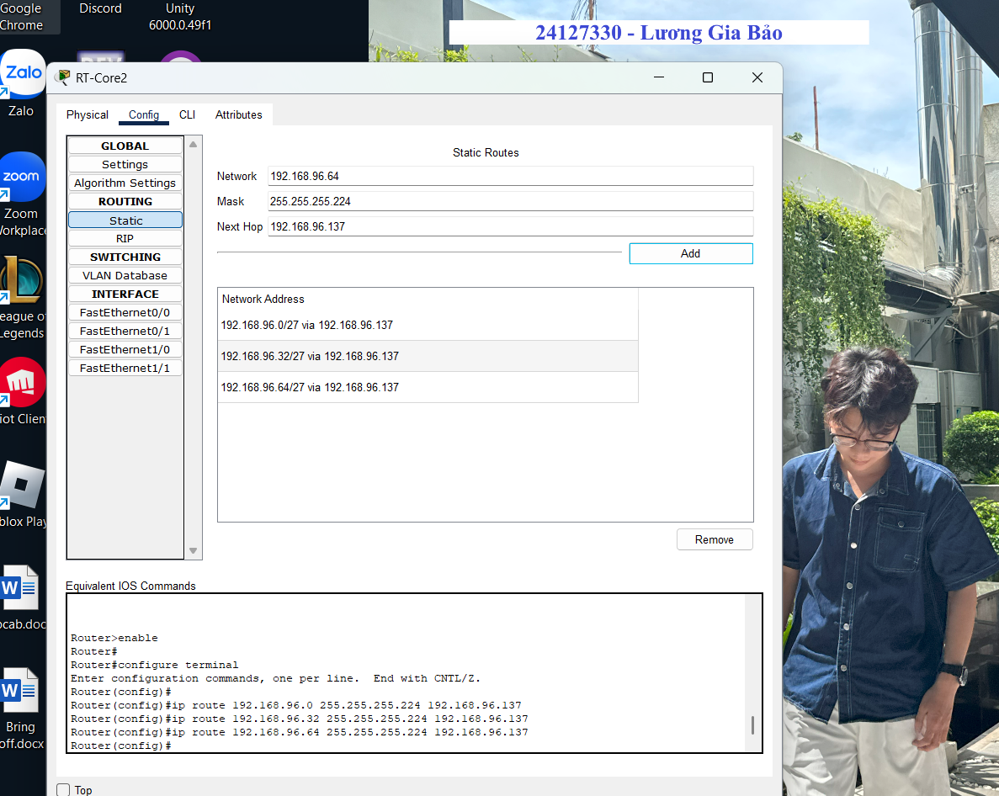 Google
Chrome
Discord
Unity
6000.0.49f1
24127330 - Lương Gia Bảo
Zalo
Zalo
RT-Core2
Physical
Config
CLI
Attributes
GLOBAL
Settings
Algorithm Settings
ROUTING
Static
RIP
SWITCHING
VLAN Database
INTERFACE
FastEthernet0/0
FastEthernet0/1
FastEthernet1/0
FastEthernet1/1
Static Routes
Network 192.168.96.64
Mask 255.255.255.224
Next Hop 192.168.96.137
Add
Network Address
192.168.96.0/27 via 192.168.96.137
192.168.96.32/27 via 192.168.96.137
192.168.96.64/27 via 192.168.96.137
Remove
Equivalent IOS Commands
Router>enable
Router#
Router#configure terminal
Enter configuration commands, one per line.  End with CNTL/Z.
Router(config)#
Router(config)#ip route 192.168.96.0 255.255.255.224 192.168.96.137
Router(config)#ip route 192.168.96.32 255.255.255.224 192.168.96.137
Router(config)#ip route 192.168.96.64 255.255.255.224 192.168.96.137
Router(config)#
Top
zoom
Zoom
Workplace
eague of
Legends
iot Clien
blox Play
W
ocab.doc
W
Bring
off.docx